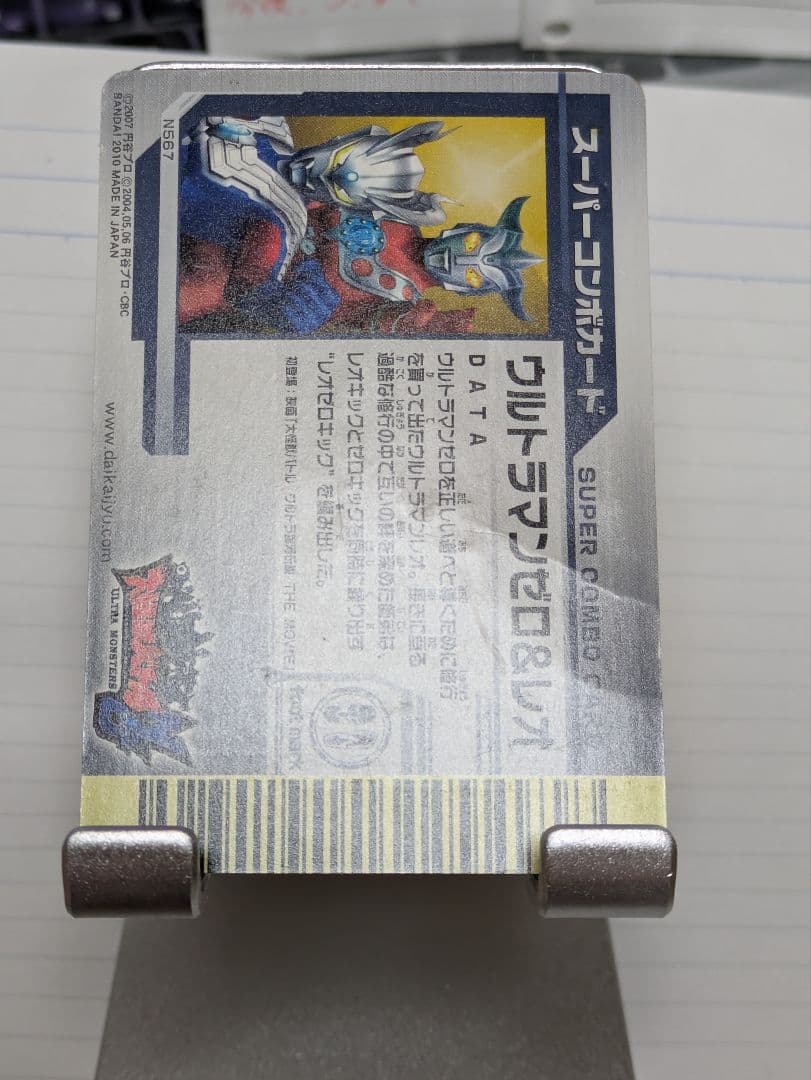 スーパーコンボカード
SUPER COMBO CARD
ウルトラマンゼロ&レオ
DATA
ウルトラマンゼロを正しい道へと導くために修行
を買って出たウルトラマンレオ。
過酷な修行の中で互いの絆を深めた
レオキックとゼロキックを同時に繰り出す
"レオゼロキック"を編み出した。
初登場:映画「大怪獣バトル ウルトラ銀河伝説 THE MOVIE」
foot mark
N567
©2007 円谷プロ ©2004,05,06 円谷プロ・CBC
BANDAI 2010 MADE IN JAPAN
www.daikaijyu.com
大怪獣バトル
ULTRA MONSTERS